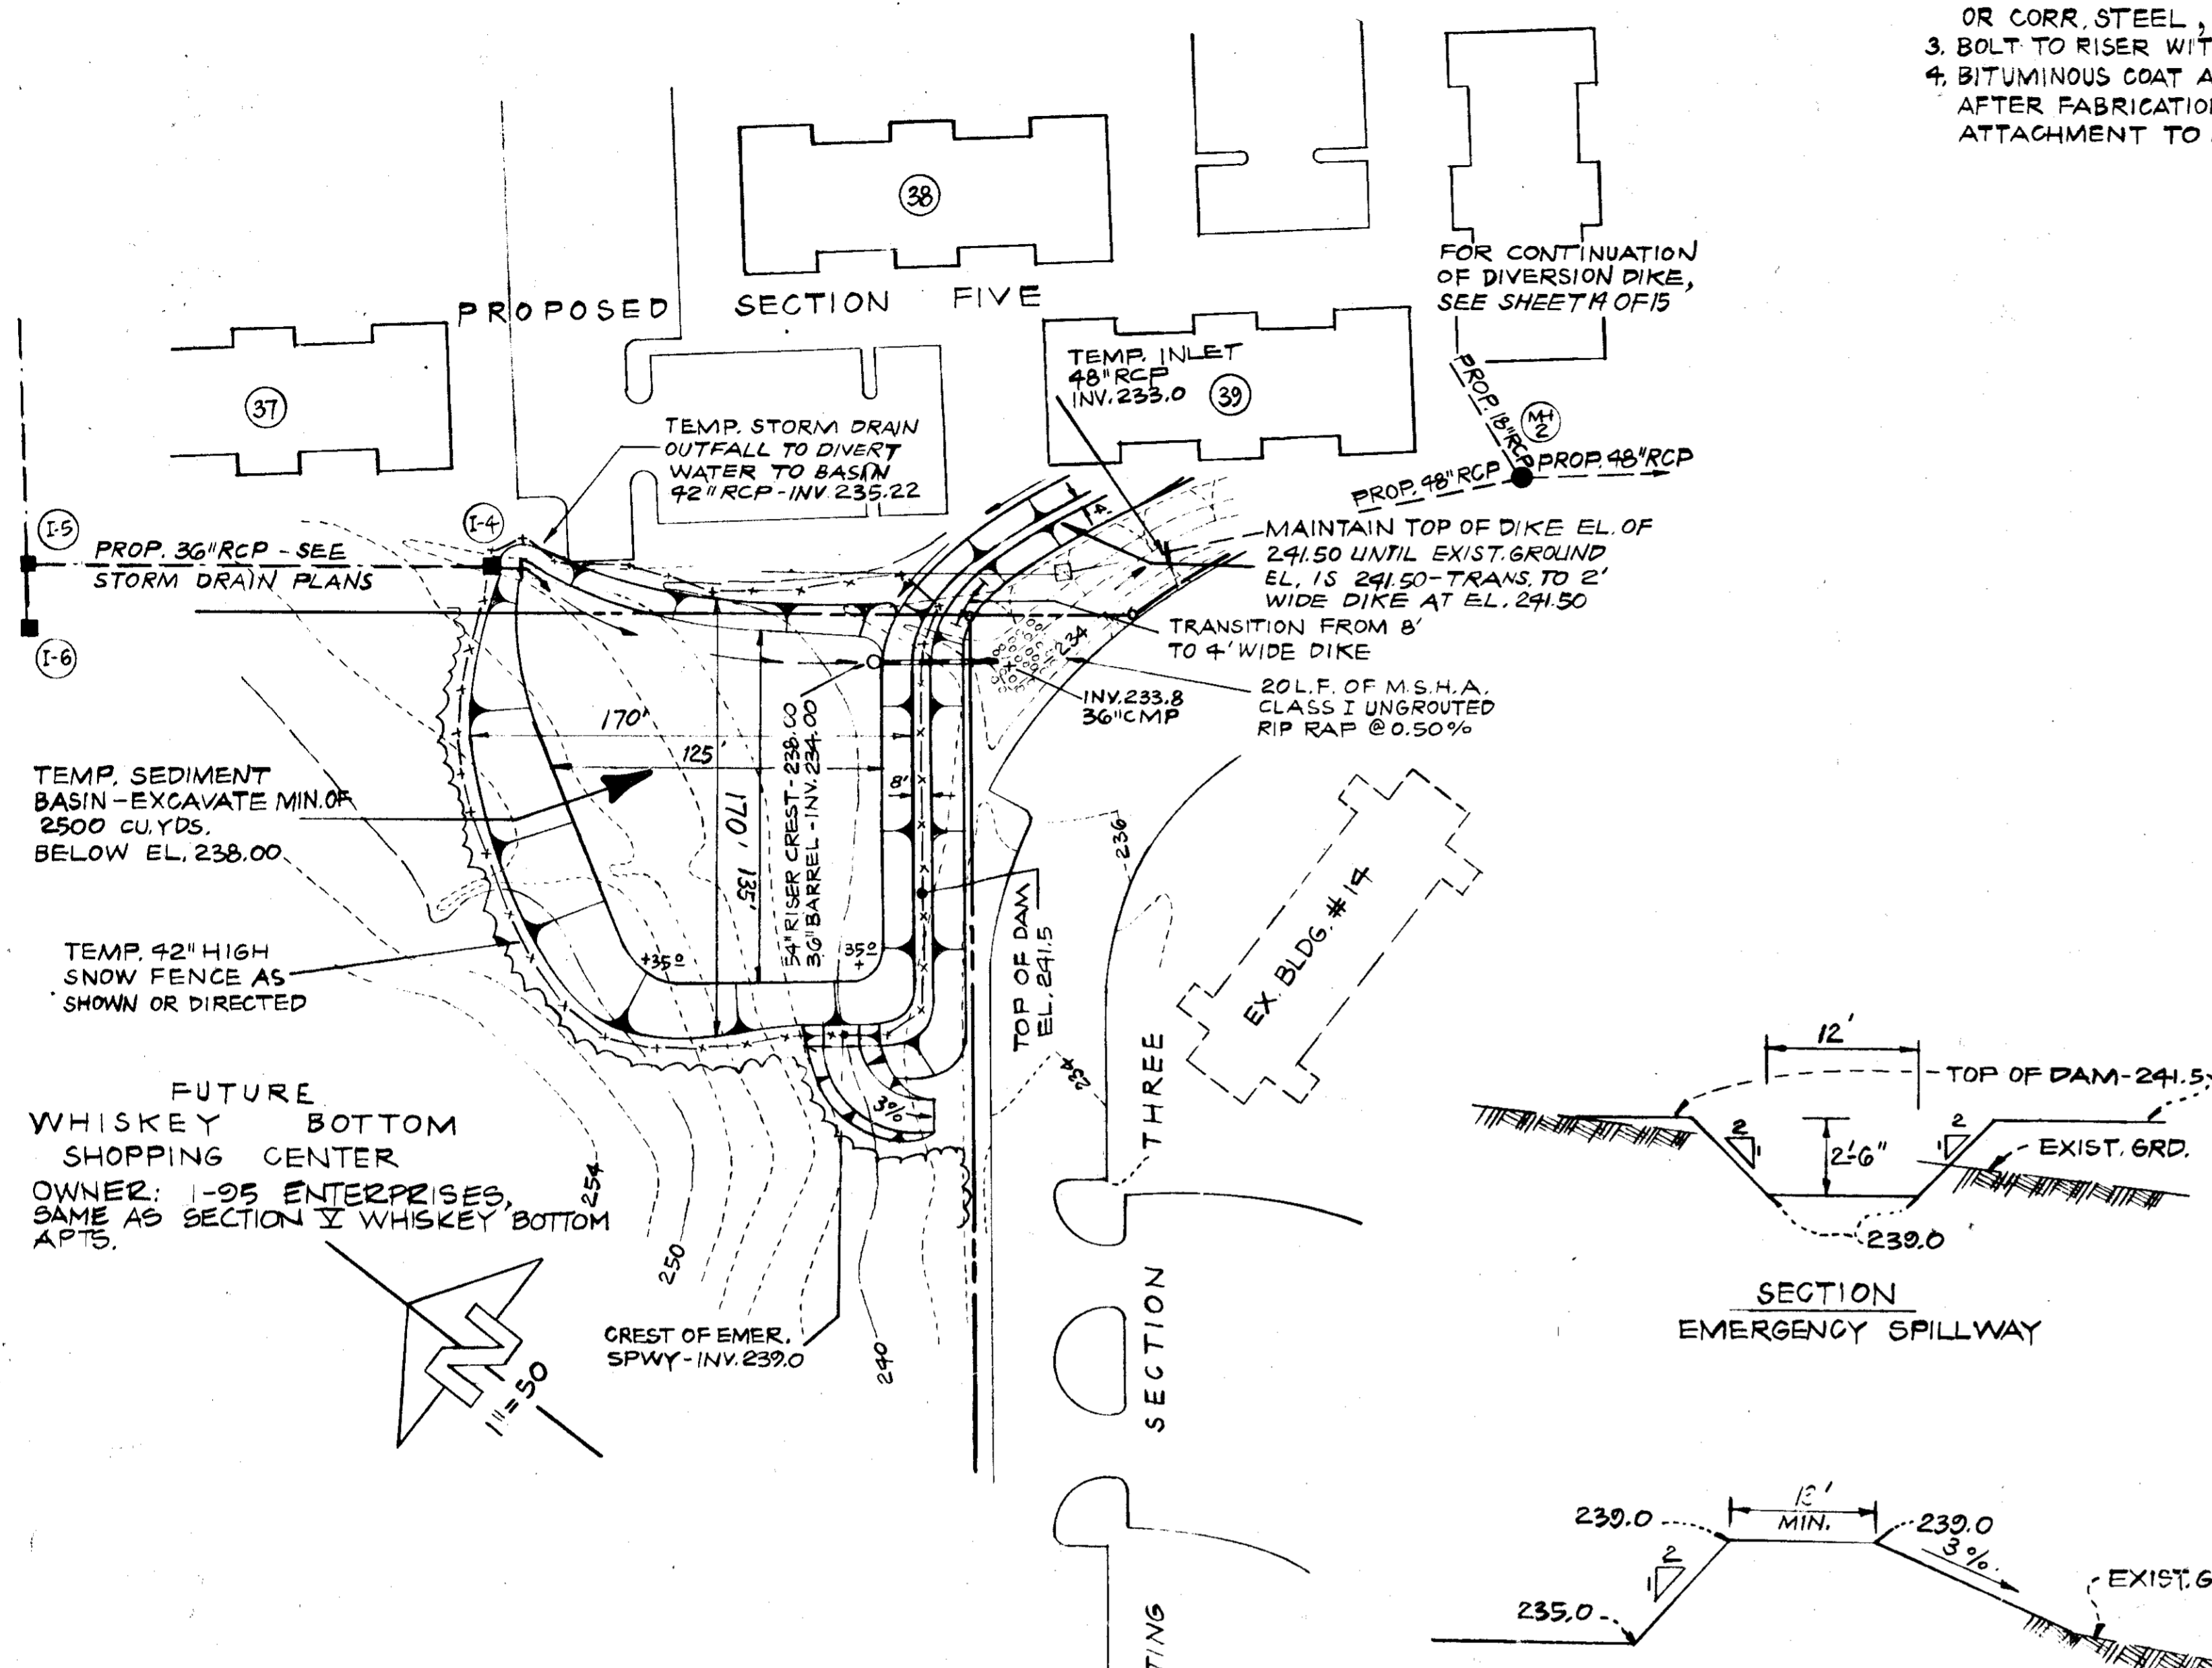 OR CORR. STEEL,
3. BOLT TO RISER WIT
4. BITUMINOUS COAT A
AFTER FABRICATION
ATTACHMENT TO
38
FOR CONTINUATION
OF DIVERSION DIKE,
SEE SHEET 14 OF 15
PROPOSED SECTION FIVE
37
TEMP. INLET
48" RCP
INV. 233.0
39
TEMP. STORM DRAIN
OUTFALL TO DIVERT
WATER TO BASIN
42" RCP - INV. 235.22
PROP. 18" RCP
MH
2
PROP. 48" RCP
PROP. 48" RCP
I-5
I-4
PROP. 36" RCP - SEE
STORM DRAIN PLANS
I-6
4'
MAINTAIN TOP OF DIKE EL. OF
241.50 UNTIL EXIST. GROUND
EL. IS 241.50 - TRANS. TO 2'
WIDE DIKE AT EL. 241.50
TRANSITION FROM 8'
TO 4' WIDE DIKE
234
20 L.F. OF M.S.H.A.
CLASS I UNGROUTED
RIP RAP @ 0.50%
INV. 233.8
36" CMP
170'
125'
8'
170'
135'
54" RISER CREST - 238.00
36" BARREL - INV. 234.00
TEMP. SEDIMENT
BASIN - EXCAVATE MIN. OF
2500 CU. YDS.
BELOW EL. 238.00
236
EX. BLDG. # 14
TEMP. 42" HIGH
SNOW FENCE AS
SHOWN OR DIRECTED
+35º
35º
+
TOP OF DAM
EL. 241.5
234
3%
FUTURE
WHISKEY BOTTOM
SHOPPING CENTER
OWNER: I-95 ENTERPRISES,
SAME AS SECTION V WHISKEY BOTTOM
APTS.
254
250
240
CREST OF EMER.
SPWY - INV. 239.0
N
1" = 50
SECTION THREE
TING
12'
TOP OF DAM - 241.5
2
1
2'-6"
2
1
EXIST. GRD.
239.0
SECTION
EMERGENCY SPILLWAY
239.0
MIN.
239.0
3%
2
1
235.0
EXIST. G